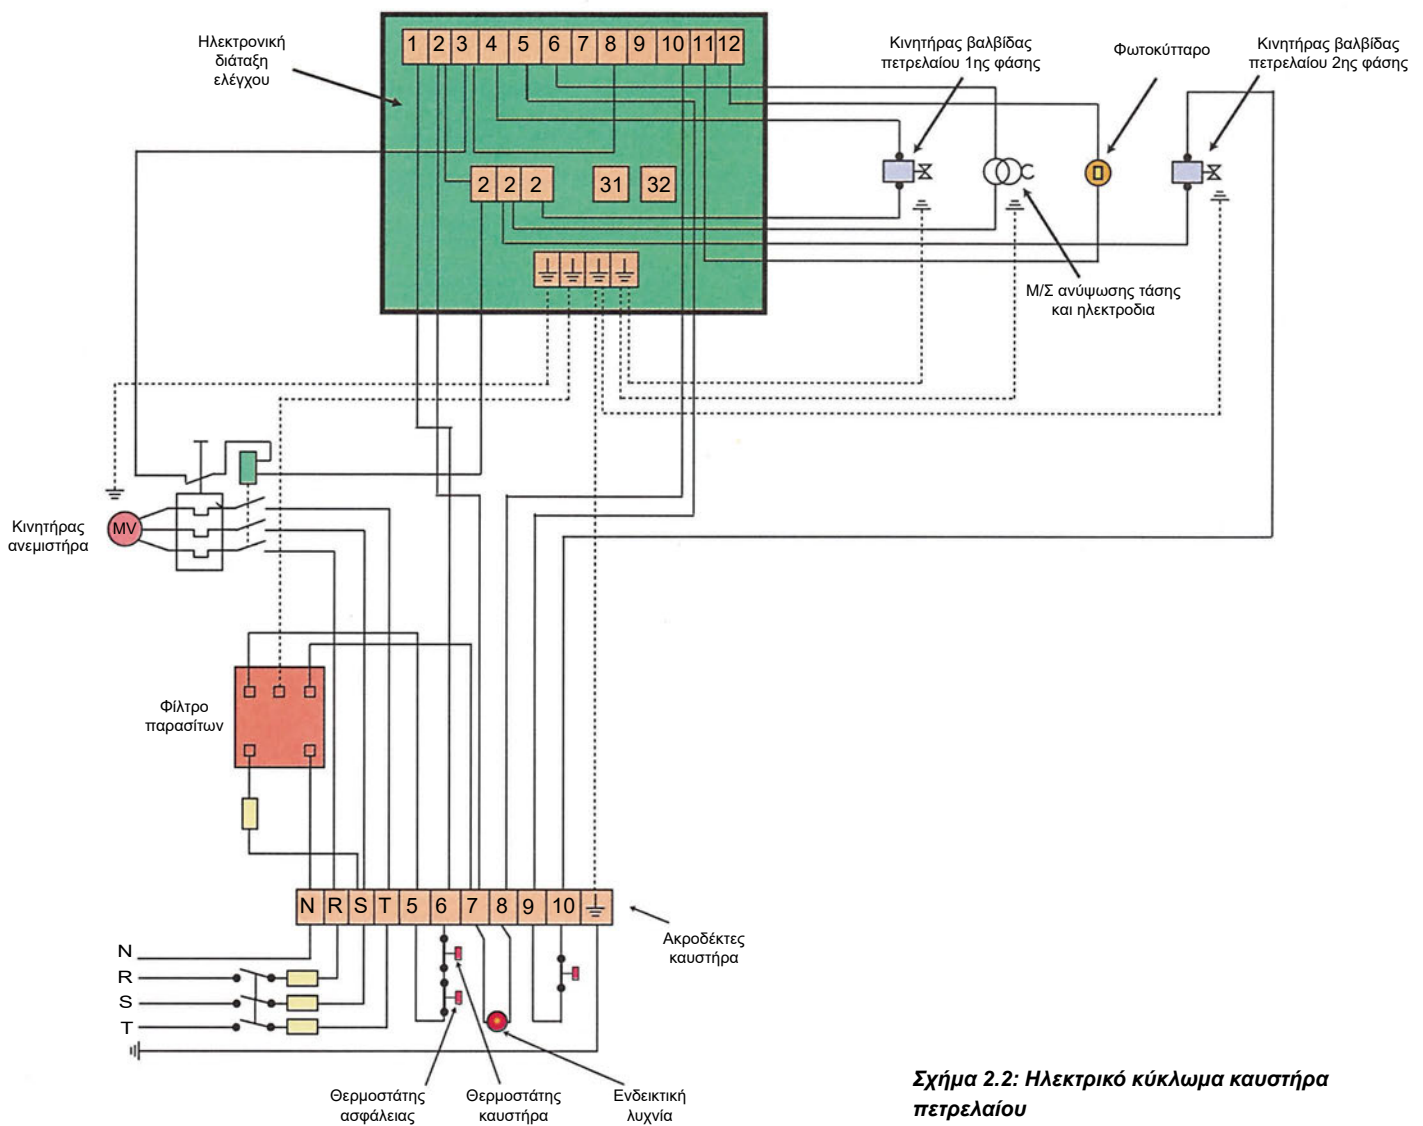 Ηλεκτρονική
διάταξη
ελέγχου
1 2 3 4 5 6 7 8 9 10 11 12
2 2 2
31 32
Κινητήρας βαλβίδας
πετρελαίου 1ης φάσης
Φωτοκύτταρο
Κινητήρας βαλβίδας
πετρελαίου 2ης φάσης
Μ/Σ ανύψωσης τάσης
και ηλεκτροδια
Κινητήρας
ανεμιστήρα
MV
Φίλτρο
παρασίτων
N R S T 5 6 7 8 9 10
Ακροδέκτες
καυστήρα
N
R
S
T
Θερμοστάτης
ασφάλειας
Θερμοστάτης
καυστήρα
Ενδεικτική
λυχνία
Σχήμα 2.2: Ηλεκτρικό κύκλωμα καυστήρα
πετρελαίου